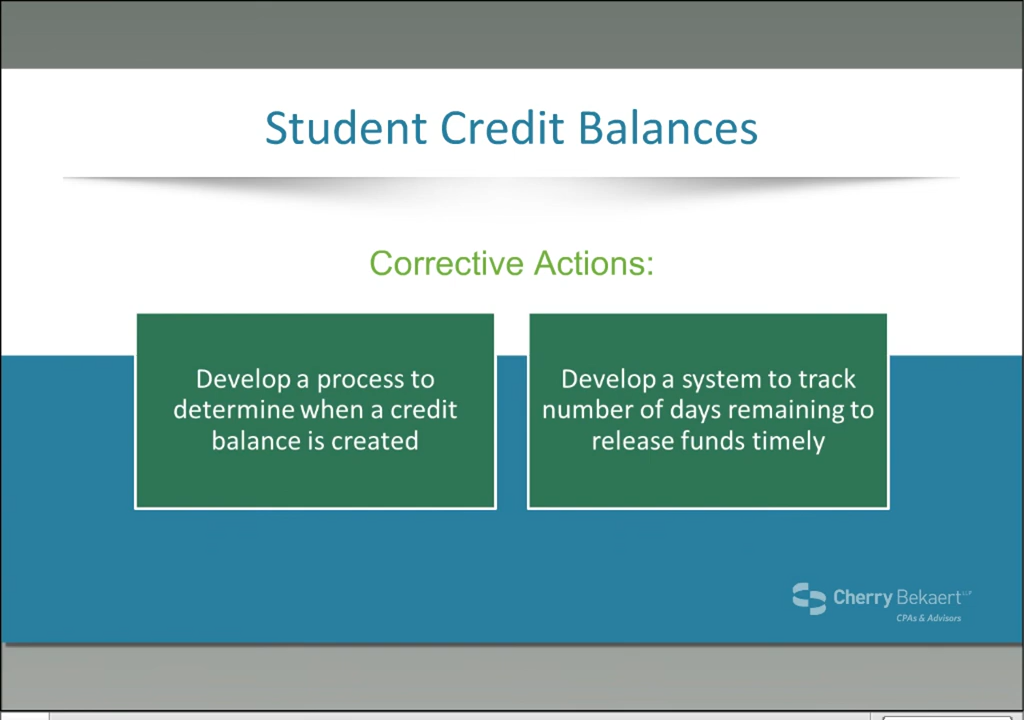 Student Credit Balances
Corrective Actions:
Develop a process to
determine when a credit
balance is created
Develop a system to track
number of days remaining to
release funds timely
Cherry Bekaert LLP
CPAs & Advisors